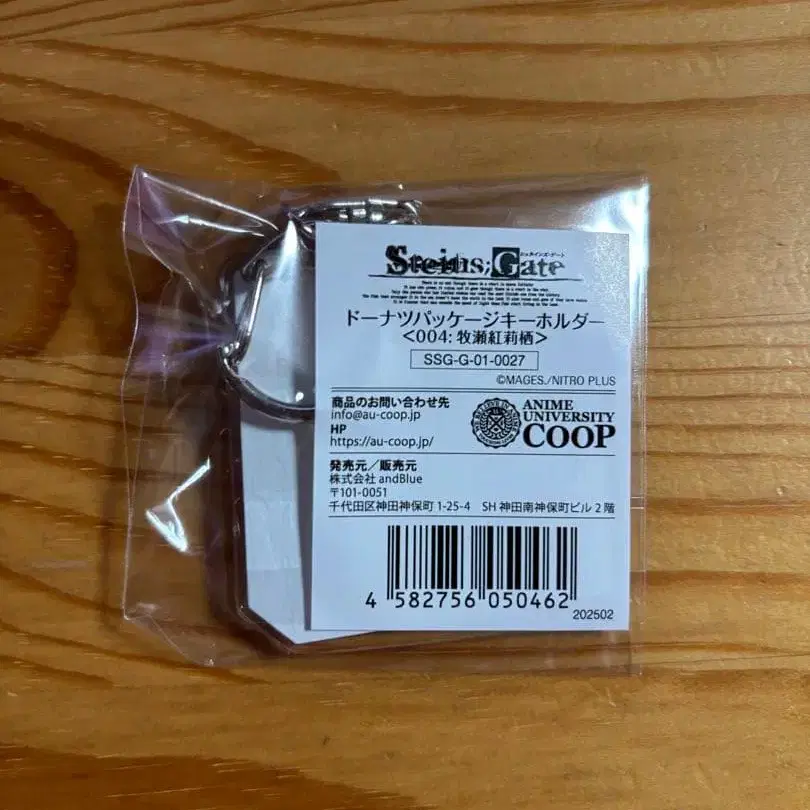 Steins;Gate
シュタインズ・ゲート
ドーナツパッケージキーホルダー
<004: 牧瀬紅莉栖>
SSG-G-01-0027
©MAGES./NITRO PLUS
商品のお問い合わせ先
info@au-coop.jp
HP
https://au-coop.jp/
ANIME
UNIVERSITY
COOP
発売元／販売元
株式会社 andBlue
〒101-0051
千代田区神田神保町 1-25-4 SH 神田南神保町ビル 2 階
4 582756 050462
202502